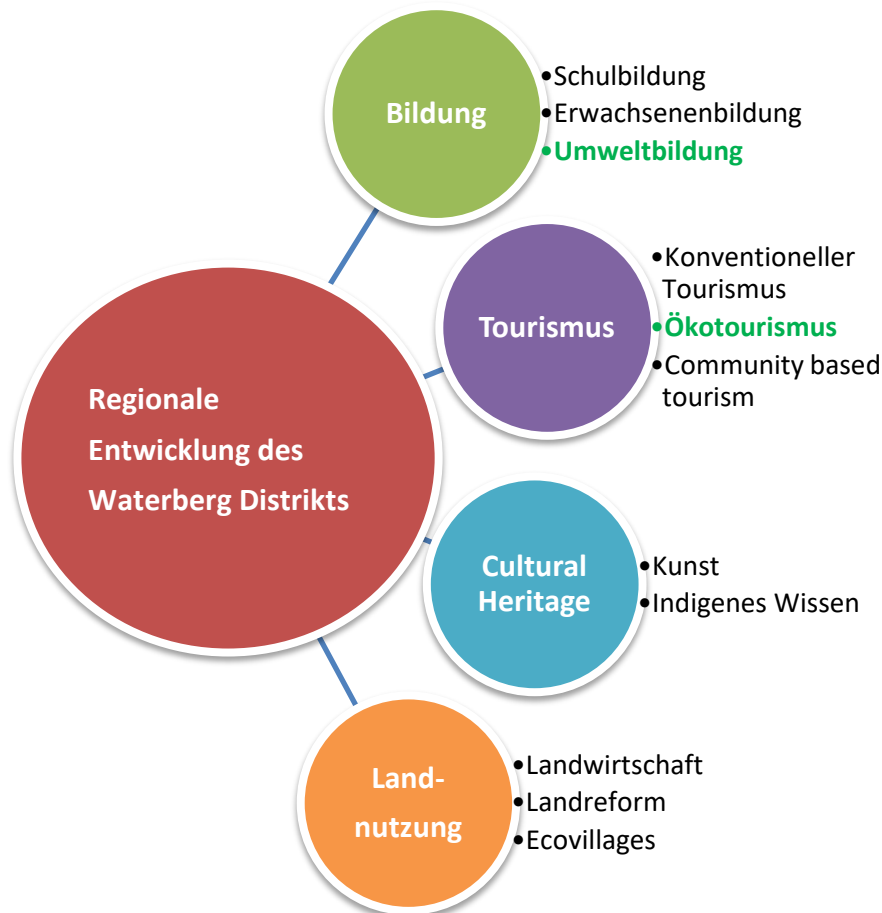 Bildung
•Schulbildung
•Erwachsenenbildung
•Umweltbildung
Tourismus
•Konventioneller
Tourismus
•Ökotourismus
•Community based
tourism
Regionale
Entwicklung des
Waterberg Distrikts
Cultural
Heritage
•Kunst
•Indigenes Wissen
Land-
nutzung
•Landwirtschaft
•Landreform
•Ecovillages